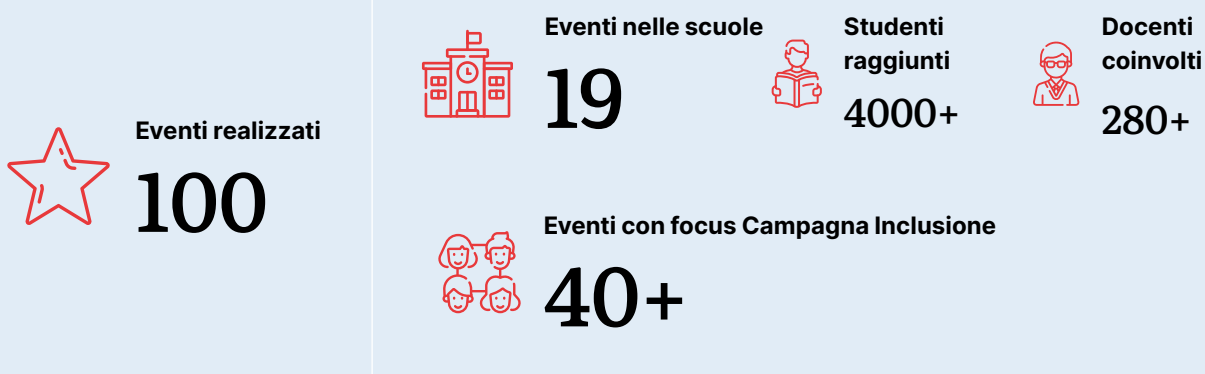 Eventi realizzati
100
Eventi nelle scuole
19
Studenti
raggiunti
4000+
Docenti
coinvolti
280+
Eventi con focus Campagna Inclusione
40+